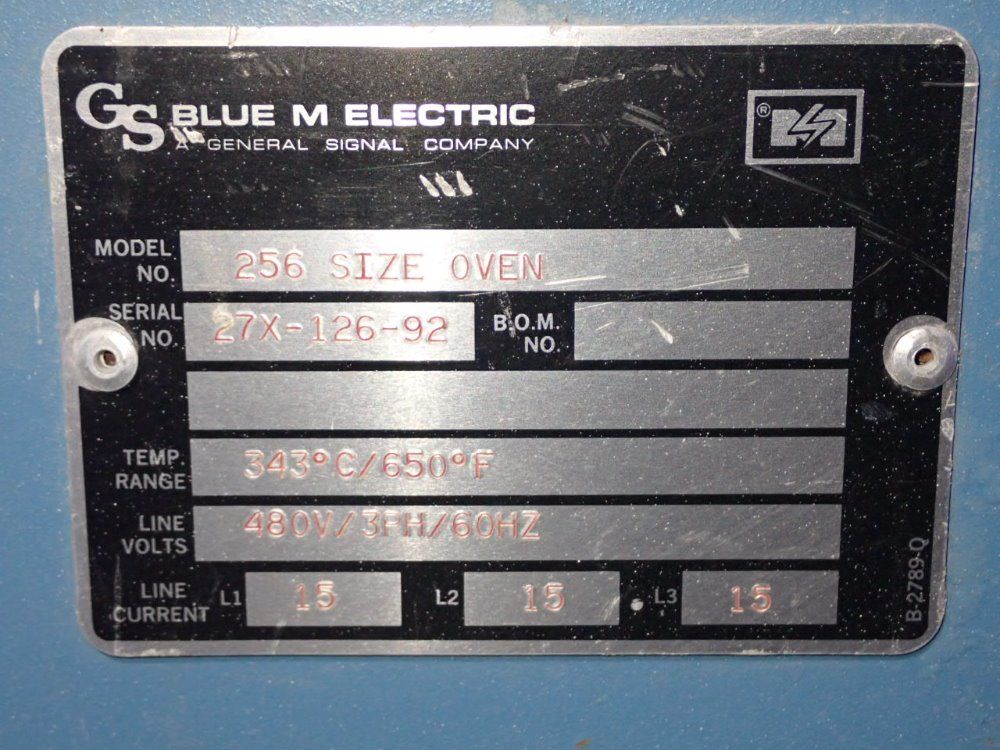 GS BLUE M ELECTRIC
A GENERAL SIGNAL COMPANY
®
MODEL NO. 256 SIZE OVEN
SERIAL NO. 27X-126-92 B.O.M. NO.
TEMP. RANGE 343°C/650°F
LINE VOLTS 480V/3PH/60HZ
LINE CURRENT L1 15 L2 15 L3 15
B-2789-Q